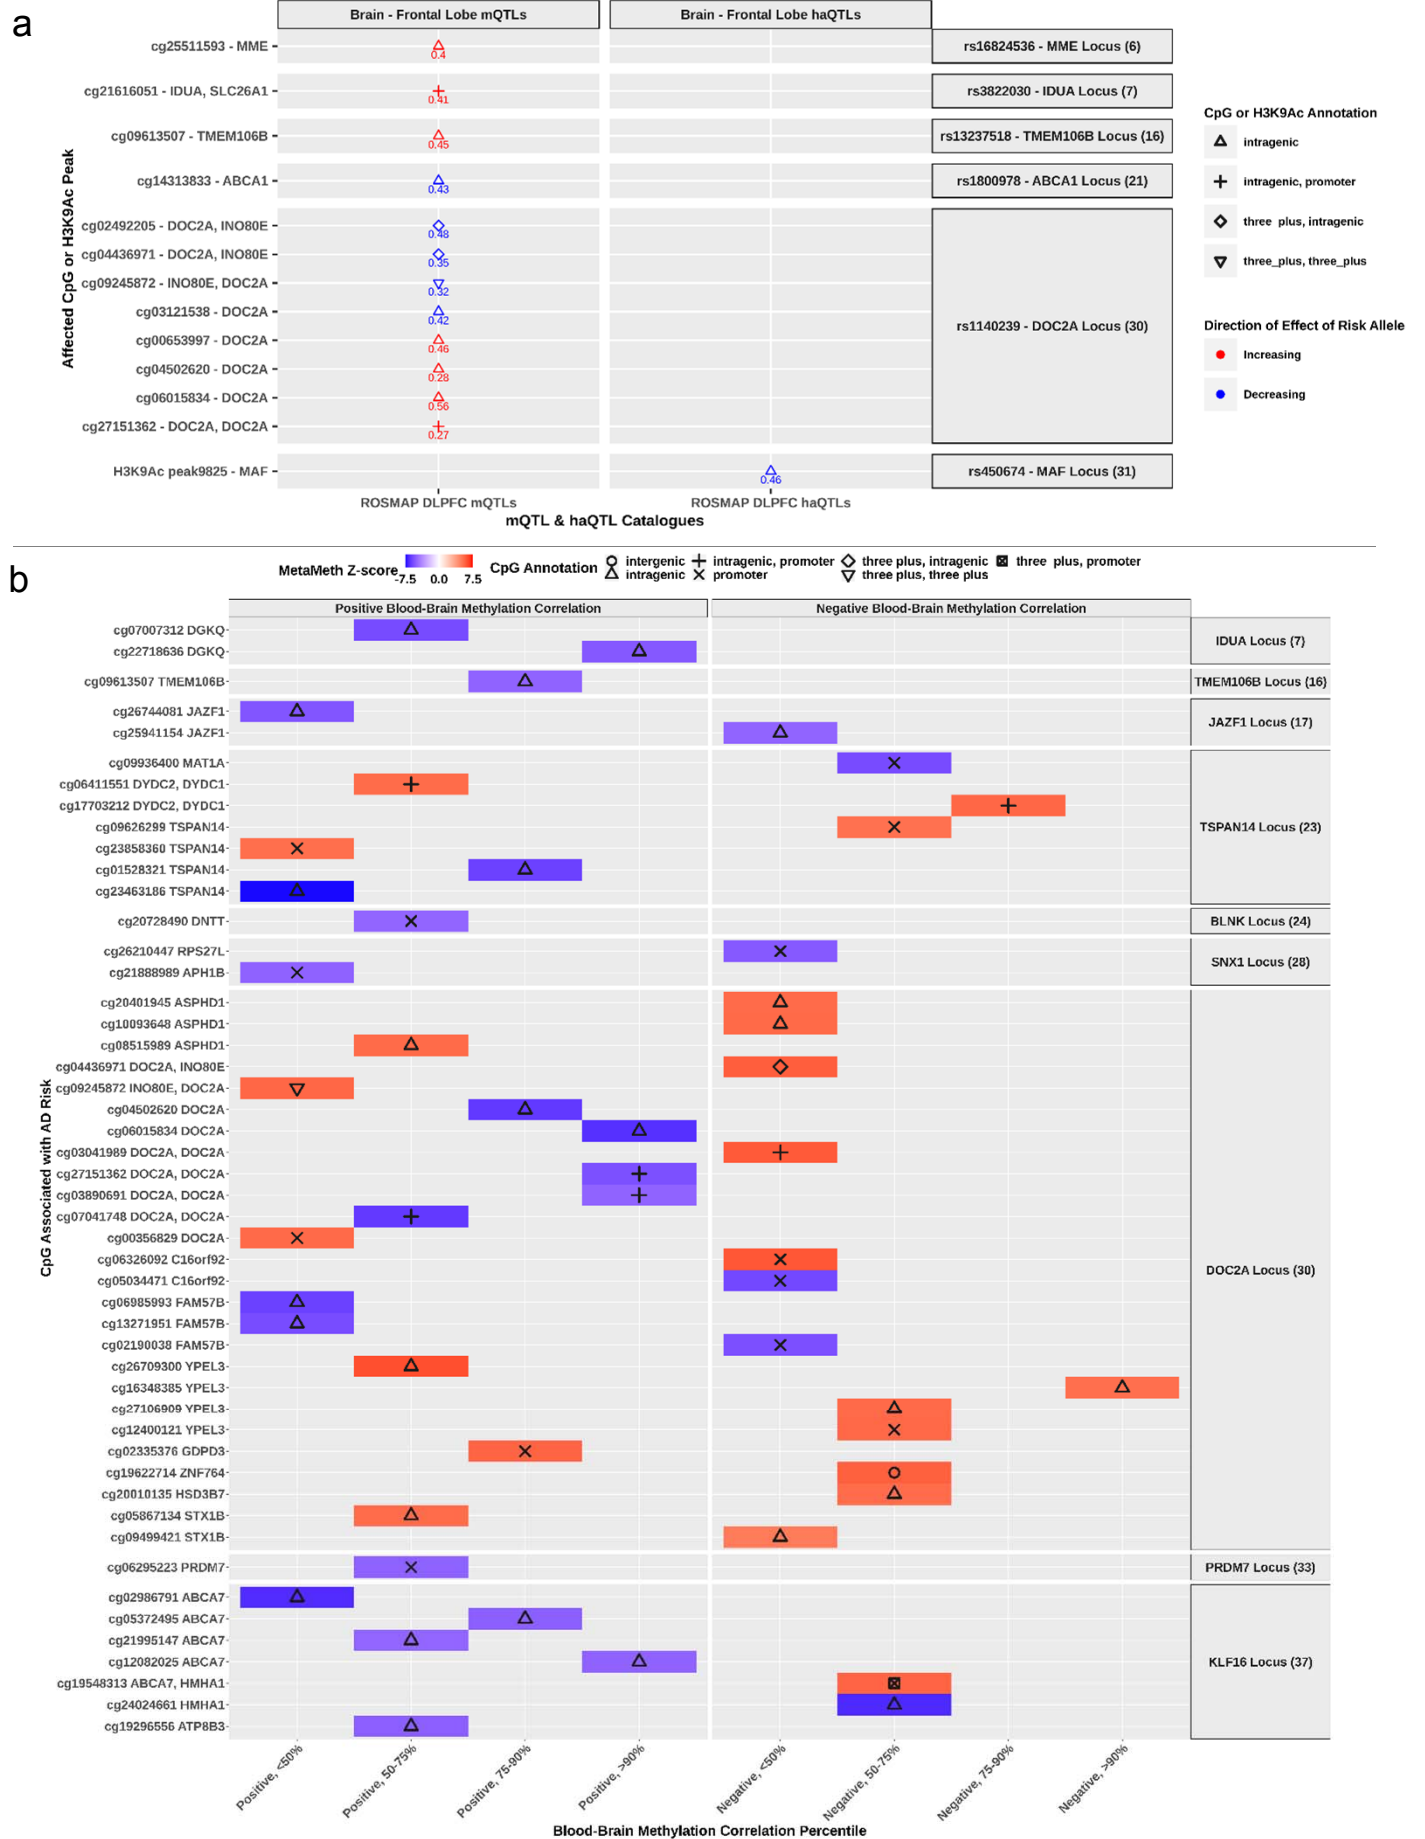 a
Brain - Frontal Lobe mQTLs
Brain - Frontal Lobe haQTLs
Affected CpG or H3K9Ac Peak
cg25511593 - MME
0.4
rs16824536 - MME Locus (6)
cg21616051 - IDUA, SLC26A1
0.41
rs3822030 - IDUA Locus (7)
cg09613507 - TMEM106B
0.45
rs13237518 - TMEM106B Locus (16)
cg14313833 - ABCA1
0.43
rs1800978 - ABCA1 Locus (21)
cg02492205 - DOC2A, INO80E
0.48
cg04436971 - DOC2A, INO80E
0.35
cg09245872 - INO80E, DOC2A
0.32
cg03121538 - DOC2A
0.42
cg00653997 - DOC2A
0.46
cg04502620 - DOC2A
0.28
cg06015834 - DOC2A
0.56
cg27151362 - DOC2A, DOC2A
0.27
rs1140239 - DOC2A Locus (30)
H3K9Ac peak9825 - MAF
0.46
rs450674 - MAF Locus (31)
ROSMAP DLPFC mQTLs
ROSMAP DLPFC haQTLs
mQTL & haQTL Catalogues
CpG or H3K9Ac Annotation
intragenic
intragenic, promoter
three plus, intragenic
three_plus, three_plus
Direction of Effect of Risk Allele
Increasing
Decreasing
b
MetaMeth Z-score
-7.5 0.0 7.5
CpG Annotation
intergenic
intragenic
intragenic, promoter
promoter
three plus, intragenic
three plus, three plus
three plus, promoter
Positive Blood-Brain Methylation Correlation
Negative Blood-Brain Methylation Correlation
CpG Associated with AD Risk
cg07007312 DGKQ
cg22718636 DGKQ
IDUA Locus (7)
cg09613507 TMEM106B
TMEM106B Locus (16)
cg26744081 JAZF1
cg25941154 JAZF1
JAZF1 Locus (17)
cg09936400 MAT1A
cg06411551 DYDC2, DYDC1
cg17703212 DYDC2, DYDC1
cg09626299 TSPAN14
cg23858360 TSPAN14
cg01528321 TSPAN14
cg23463186 TSPAN14
TSPAN14 Locus (23)
cg20728490 DNTT
BLNK Locus (24)
cg26210447 RPS27L
cg21888989 APH1B
SNX1 Locus (28)
cg20401945 ASPHD1
cg10093648 ASPHD1
cg08515989 ASPHD1
cg04436971 DOC2A, INO80E
cg09245872 INO80E, DOC2A
cg04502620 DOC2A
cg06015834 DOC2A
cg03041989 DOC2A, DOC2A
cg27151362 DOC2A, DOC2A
cg03890691 DOC2A, DOC2A
cg07041748 DOC2A, DOC2A
cg00356829 DOC2A
cg06326092 C16orf92
cg05034471 C16orf92
cg06985993 FAM57B
cg13271951 FAM57B
cg02190038 FAM57B
cg26709300 YPEL3
cg16348385 YPEL3
cg27106909 YPEL3
cg12400121 YPEL3
cg02335376 GDPD3
cg19622714 ZNF764
cg20010135 HSD3B7
cg05867134 STX1B
cg09499421 STX1B
DOC2A Locus (30)
cg06295223 PRDM7
PRDM7 Locus (33)
cg02986791 ABCA7
cg05372495 ABCA7
cg21995147 ABCA7
cg12082025 ABCA7
cg19548313 ABCA7, HMHA1
cg24024661 HMHA1
cg19296556 ATP8B3
KLF16 Locus (37)
Positive, <50%
Positive, 50-75%
Positive, 75-90%
Positive, >90%
Negative, <50%
Negative, 50-75%
Negative, 75-90%
Negative, >90%
Blood-Brain Methylation Correlation Percentile